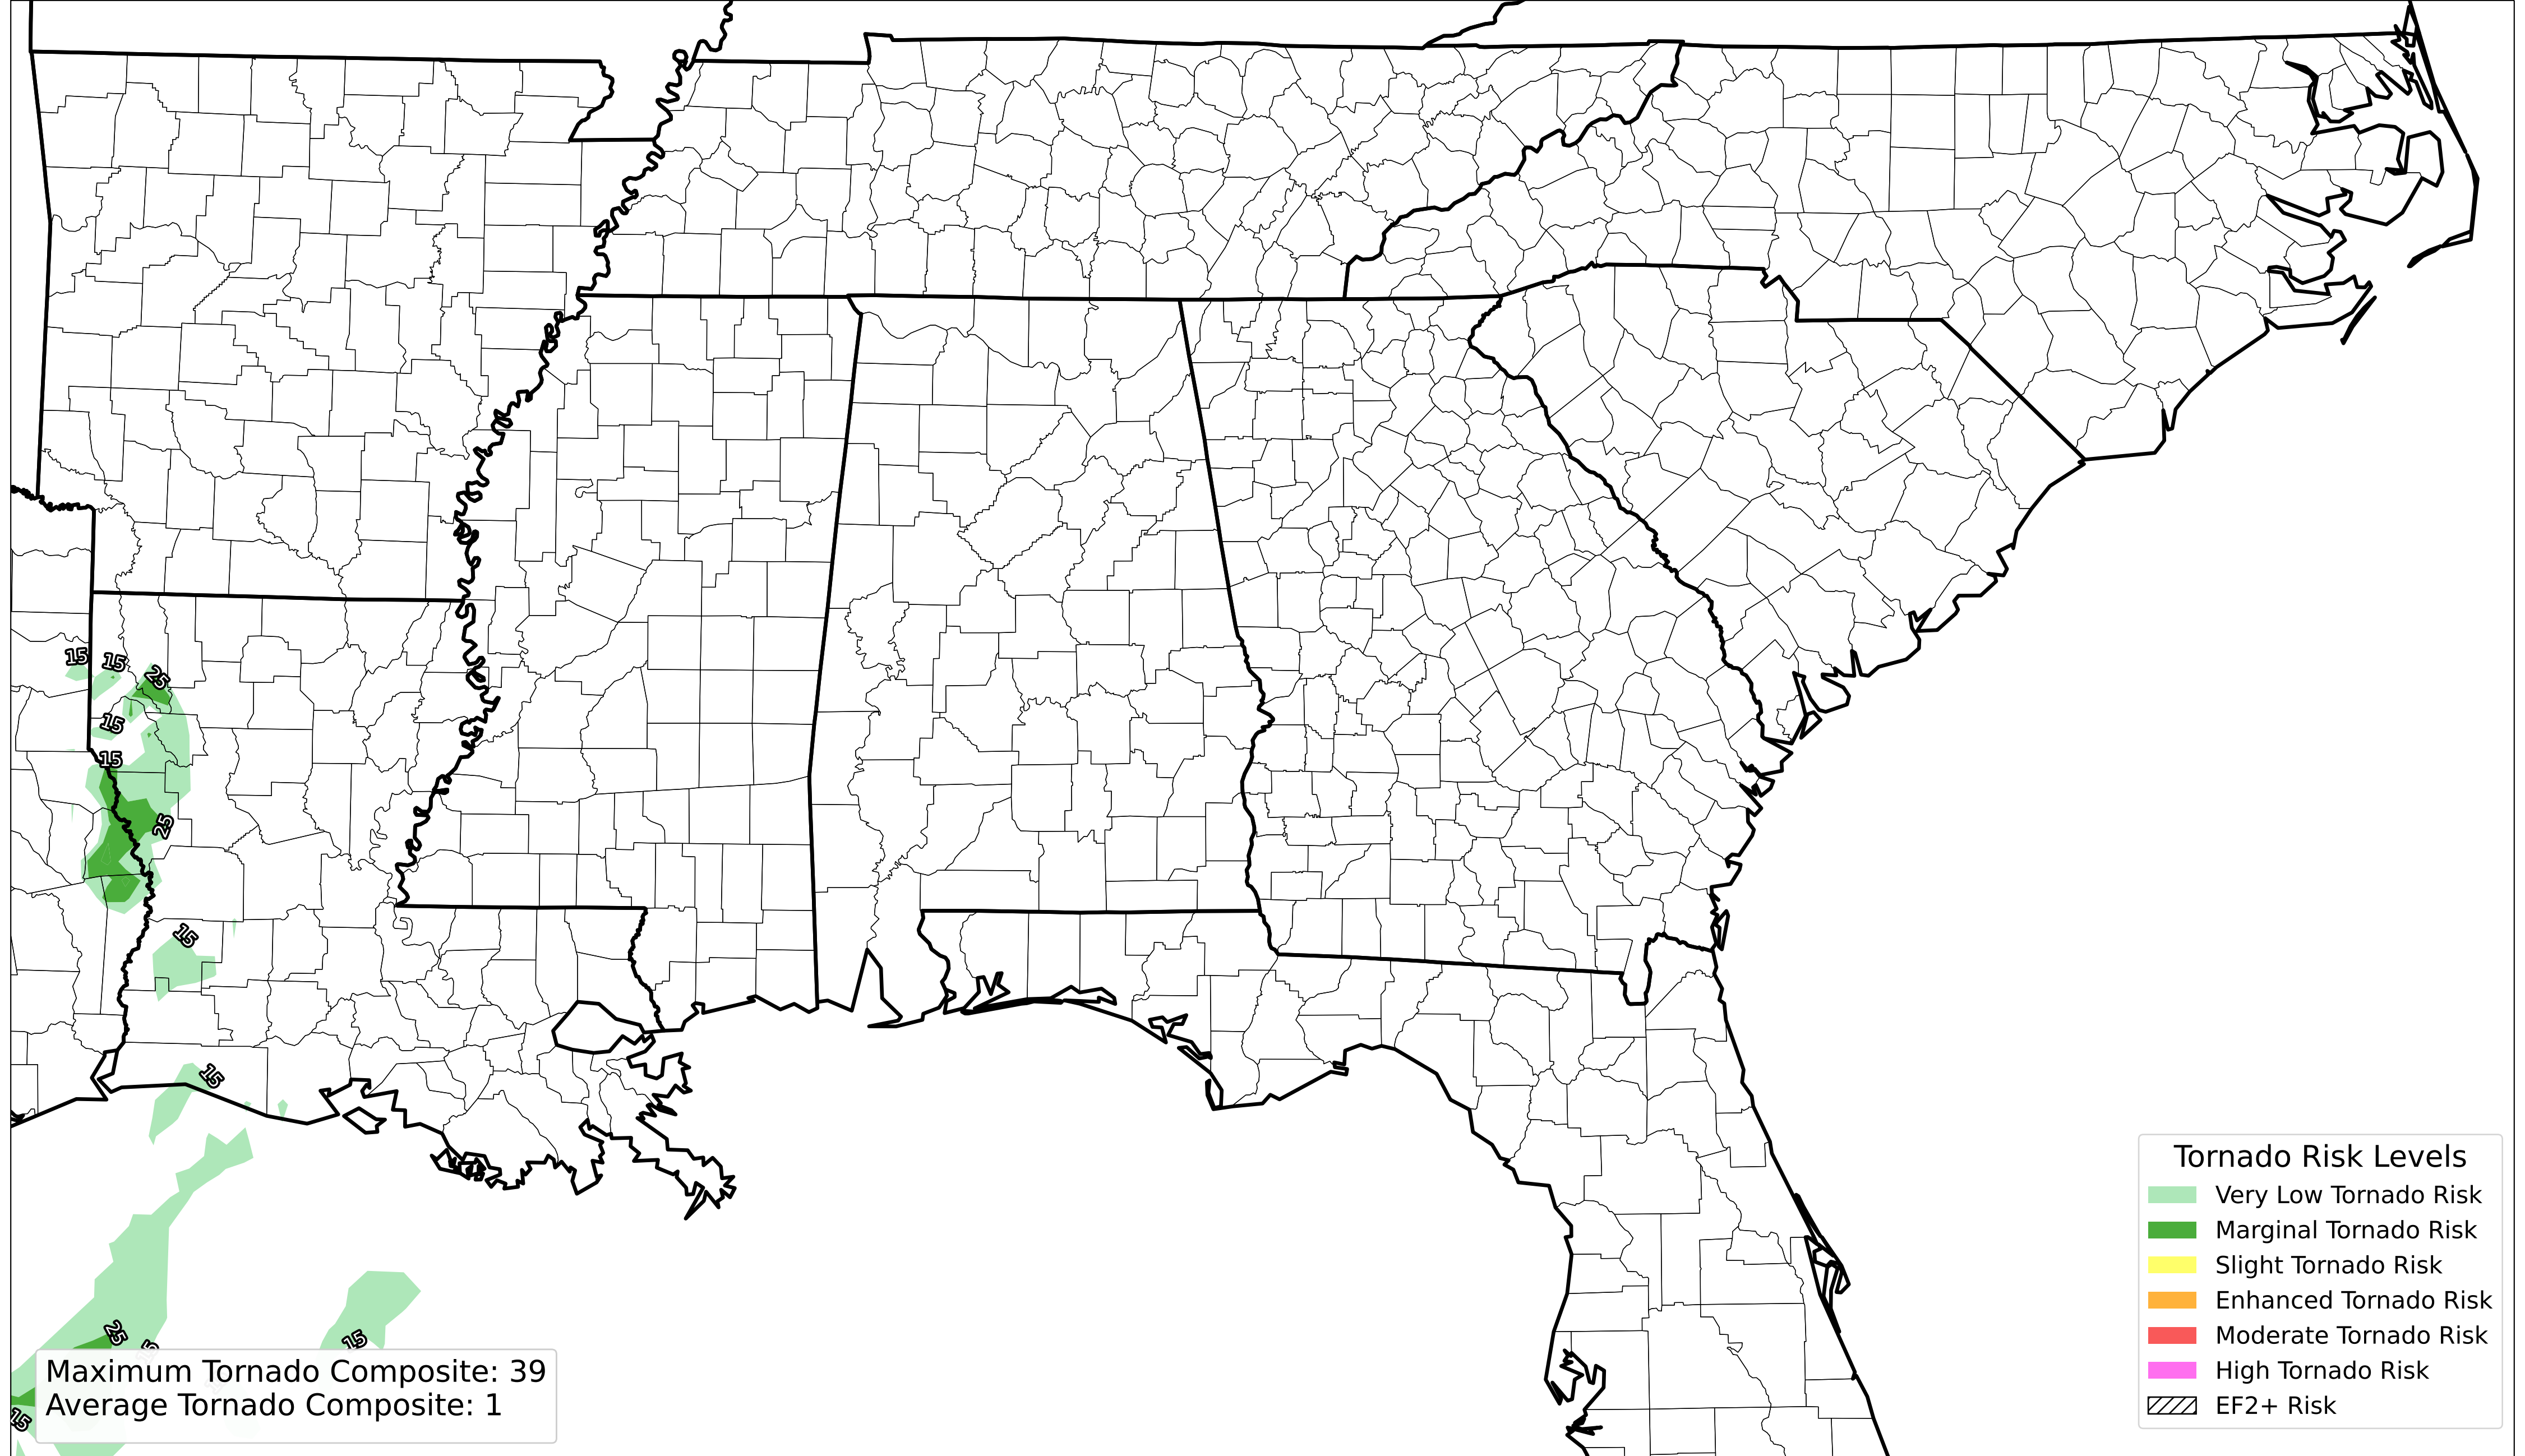 15
15
25
15
15
25
15
15
25
15
15
Maximum Tornado Composite: 39
Average Tornado Composite: 1
Tornado Risk Levels
Very Low Tornado Risk
Marginal Tornado Risk
Slight Tornado Risk
Enhanced Tornado Risk
Moderate Tornado Risk
High Tornado Risk
EF2+ Risk